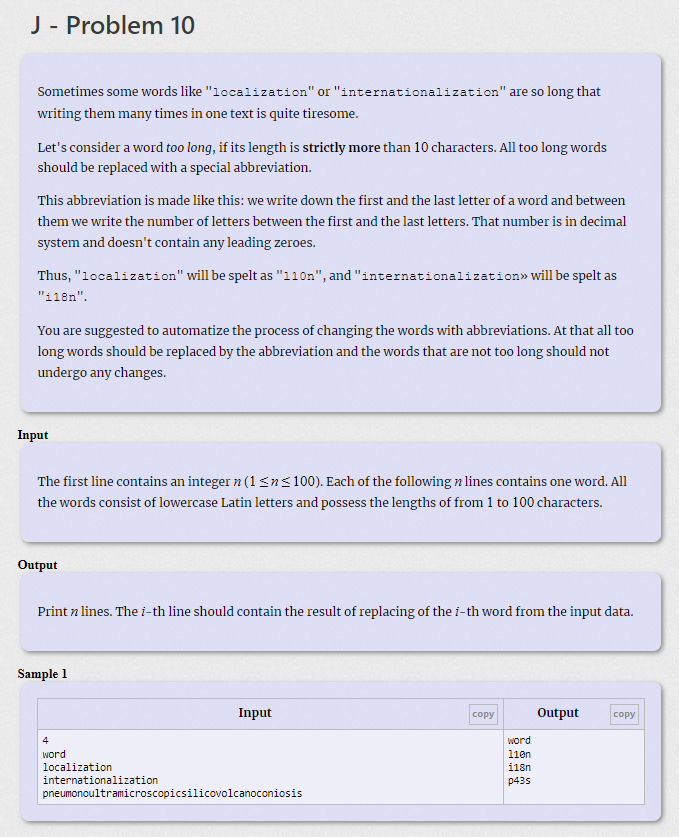 J - Problem 10
Sometimes some words like "localization" or "internationalization" are so long that
writing them many times in one text is quite tiresome.
Let's consider a word too long, if its length is strictly more than 10 characters. All too long words
should be replaced with a special abbreviation.
This abbreviation is made like this: we write down the first and the last letter of a word and between
them we write the number of letters between the first and the last letters. That number is in decimal
system and doesn't contain any leading zeroes.
Thus, "localization" will be spelt as "l10n", and "internationalization» will be spelt as
"i18n".
You are suggested to automatize the process of changing the words with abbreviations. At that all too
long words should be replaced by the abbreviation and the words that are not too long should not
undergo any changes.
Input
The first line contains an integer n (1 ≤ n ≤ 100). Each of the following n lines contains one word. All
the words consist of lowercase Latin letters and possess the lengths of from 1 to 100 characters.
Output
Print n lines. The i-th line should contain the result of replacing of the i-th word from the input data.
Sample 1
Input copy Output copy
4
word
localization
internationalization
pneumonoultramicroscopicsilicovolcanoconiosis
word
l10n
i18n
p43s